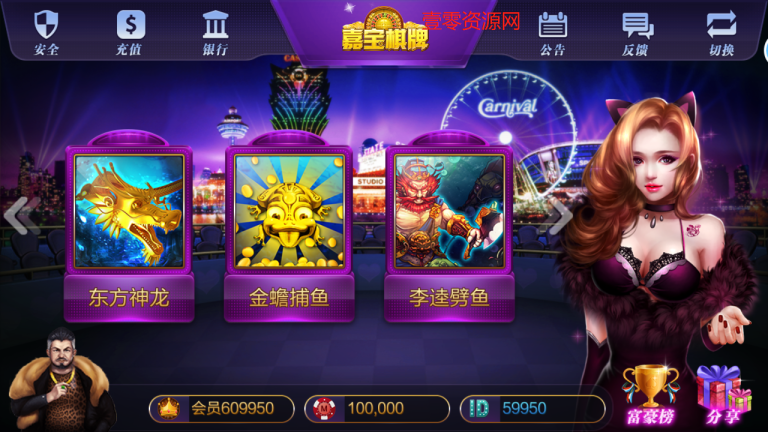 安全
充值
银行
嘉宝棋牌
壹零资源网
公告
反馈
切换
Carnival
STUDIO
东方神龙
金蟾捕鱼
李逵劈鱼
会员609950
100,000
ID 59950
富豪榜
分享